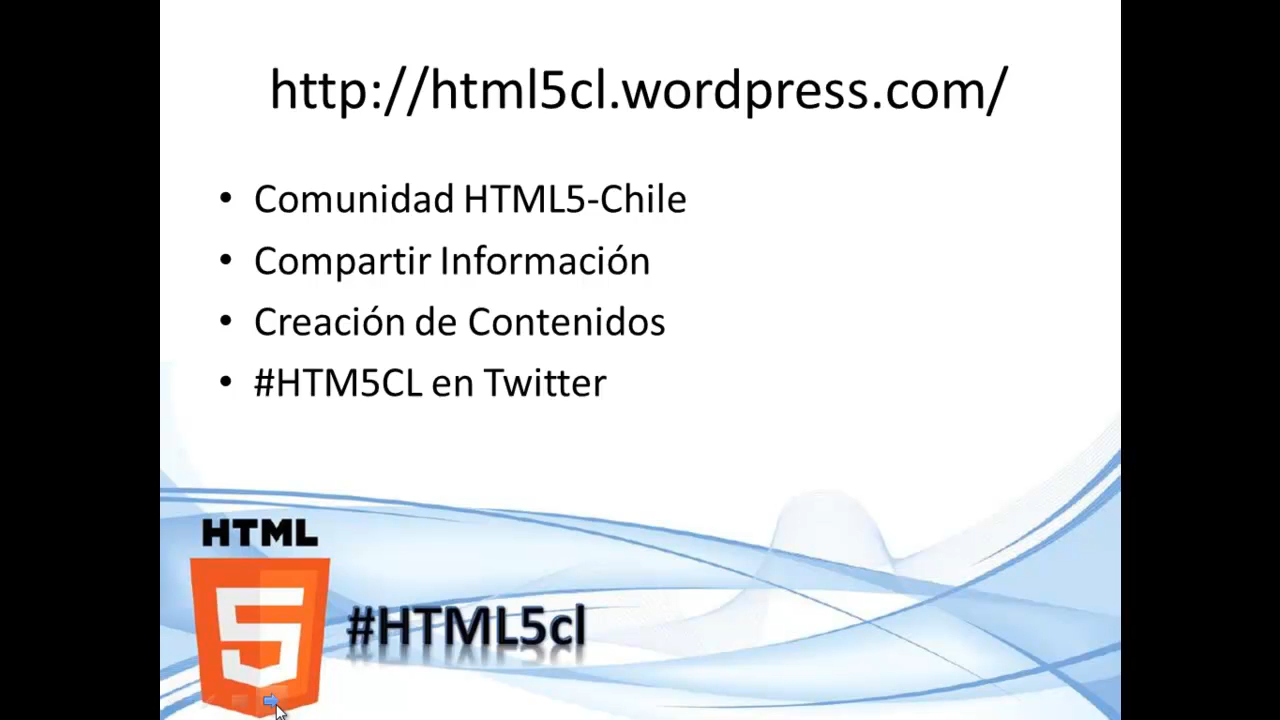 http://html5cl.wordpress.com/
• Comunidad HTML5-Chile
• Compartir Información
• Creación de Contenidos
• #HTM5CL en Twitter
HTML
5
#HTML5cl